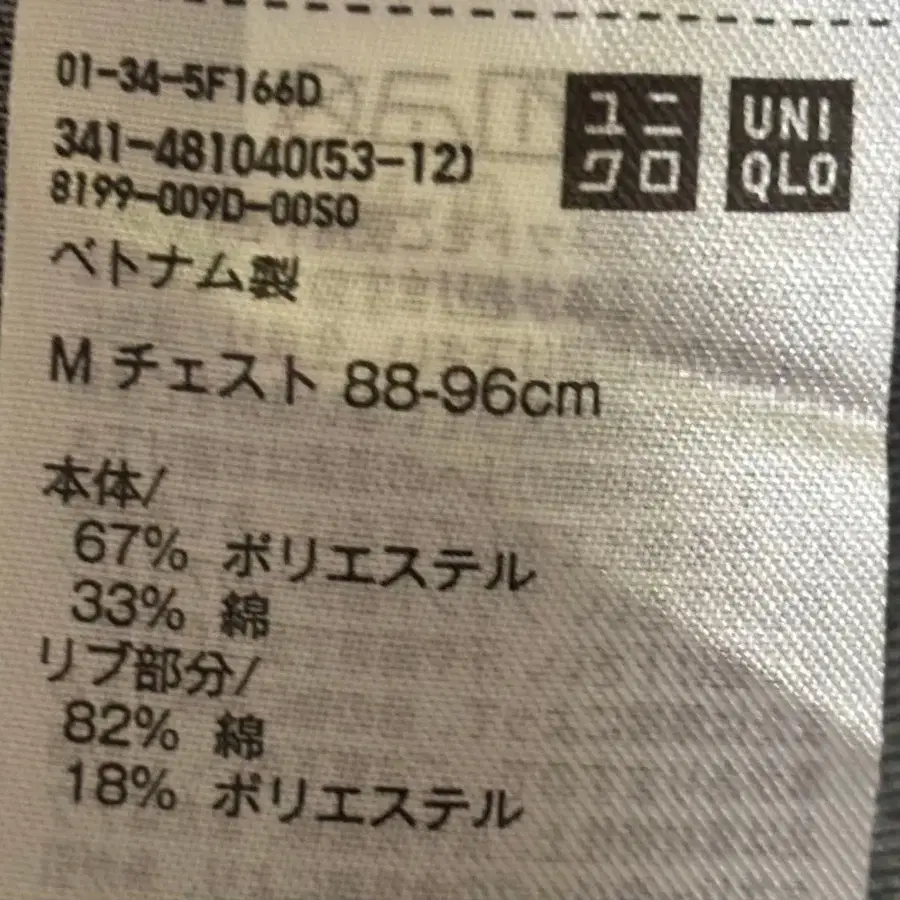 01-34-5F166D
341-481040(53-12)
8199-009D-00SO
ユニ
クロ
UNI
QLO
ベトナム製
M チェスト 88-96cm
本体/
67% ポリエステル
33% 綿
リブ部分/
82% 綿
18% ポリエステル